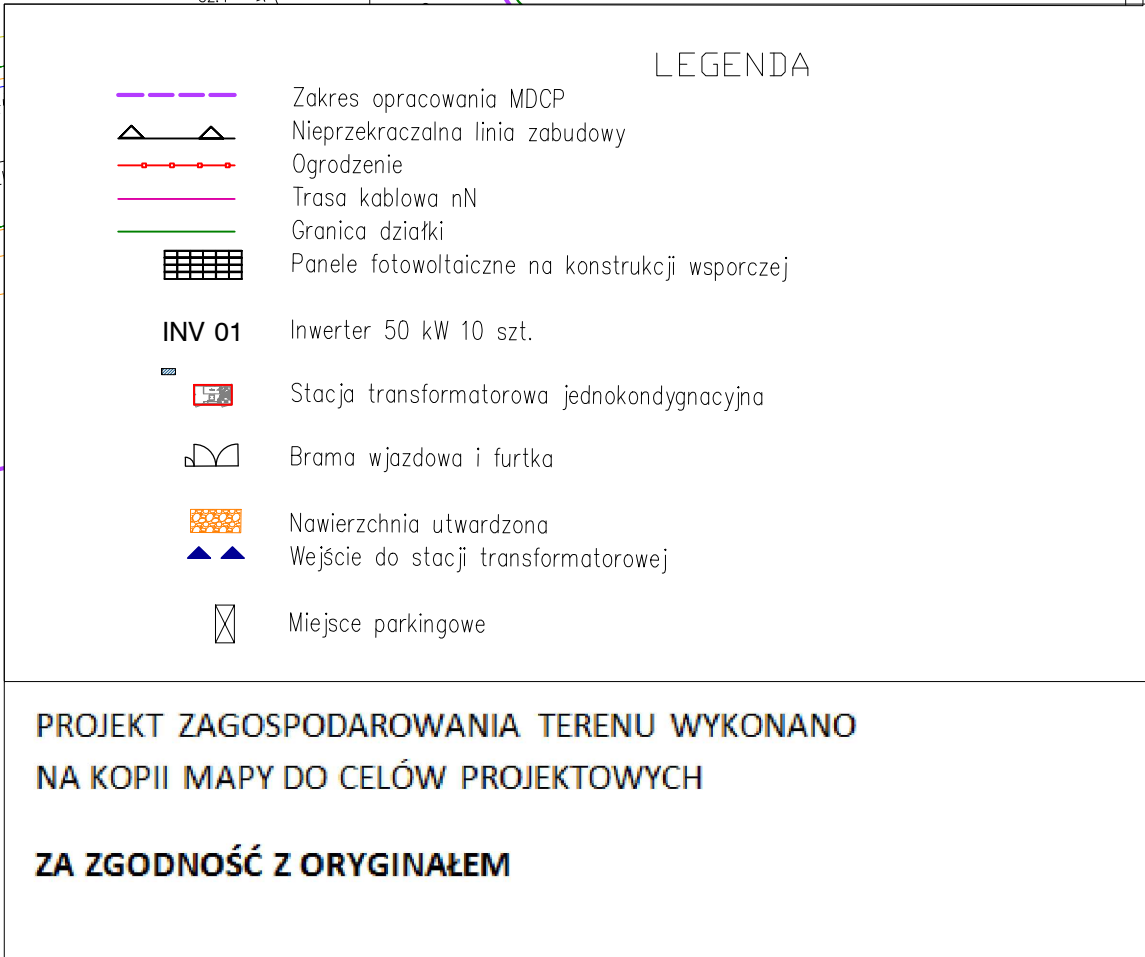 LEGENDA
Zakres opracowania MDCP
Nieprzekraczalna linia zabudowy
Ogrodzenie
Trasa kablowa nN
Granica działki
Panele fotowoltaiczne na konstrukcji wsporczej
INV 01 Inwerter 50 kW 10 szt.
Stacja transformatorowa jednokondygnacyjna
Brama wjazdowa i furtka
Nawierzchnia utwardzona
Wejście do stacji transformatorowej
Miejsce parkingowe
PROJEKT ZAGOSPODAROWANIA TERENU WYKONANO
NA KOPII MAPY DO CELÓW PROJEKTOWYCH
ZA ZGODNOŚĆ Z ORYGINAŁEM